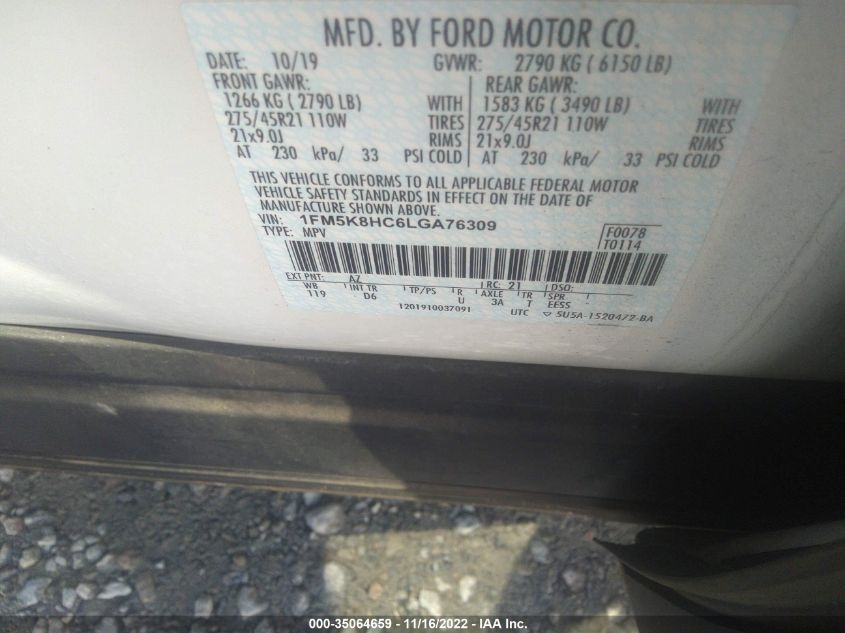 MFD. BY FORD MOTOR CO.
DATE: 10/19 GVWR: 2790 KG ( 6150 LB)
FRONT GAWR: REAR GAWR:
1266 KG ( 2790 LB) WITH 1583 KG ( 3490 LB) WITH
275/45R21 110W TIRES 275/45R21 110W TIRES
21x9.0J RIMS 21x9.0J RIMS
AT 230 kPa/ 33 PSI COLD AT 230 kPa/ 33 PSI COLD
THIS VEHICLE CONFORMS TO ALL APPLICABLE FEDERAL MOTOR
VEHICLE SAFETY STANDARDS IN EFFECT ON THE DATE OF
MANUFACTURE SHOWN ABOVE.
VIN: 1FM5K8HC6LGA76309
TYPE: MPV
F0078
T0114
EXT PNT: AZ RC: 21 DSO:
WB INT TR TP/PS R AXLE TR SPR
119 D6 U 3A T EESS
1201910037091
UTC ▽ 5U5A-1520472-BA
000-35064659 - 11/16/2022 - IAA Inc.